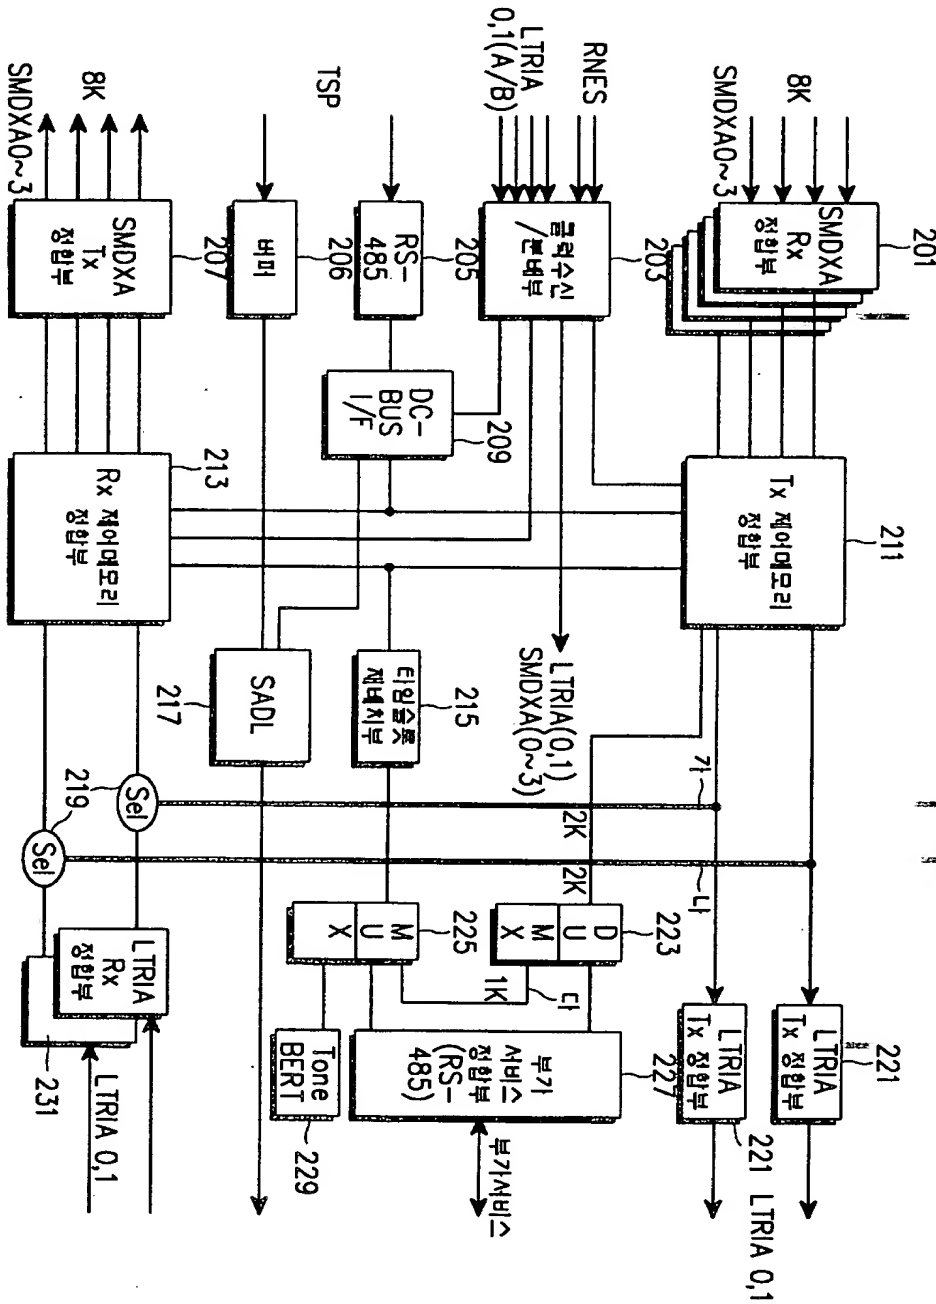 8K
SMDXA0~3
SMDXA
Rx
정합부
201
Tx 제어메모리
정합부
211
LTRIA
Tx 정합부
221
LTRIA
Tx 정합부
221
LTRIA 0,1
가
나
RNES
LTRIA
0,1(A/B)
클럭수신
/분배부
203
LTRIA(0,1)
SMDXA(0~3)
2K
2K
D
U
M
X
223
다
1K
M
U
X
225
부가
서비스
정합부
(RS-
485)
227
부가서비스
Tone
BERT
229
TSP
RS-
485
205
DC-
BUS
I/F
209
타임슬롯
재배치부
215
버퍼
206
SADL
217
8K
SMDXA0~3
SMDXA
Tx
정합부
207
Rx 제어메모리
정합부
213
Sel
Sel
219
LTRIA
Rx
정합부
231
LTRIA 0,1